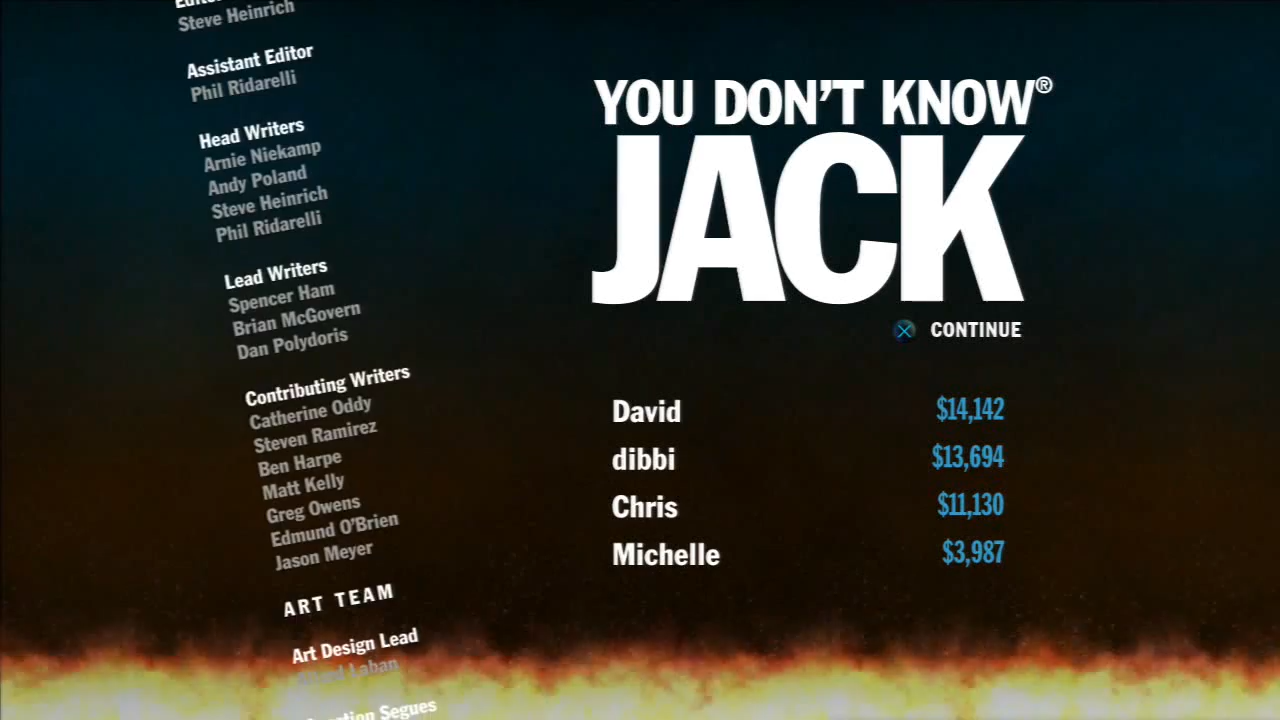 Steve Heinrich
Assistant Editor
Phil Ridarelli
Head Writers
Arnie Niekamp
Andy Poland
Steve Heinrich
Phil Ridarelli
Lead Writers
Spencer Ham
Brian McGovern
Dan Polydoris
Contributing Writers
Catherine Oddy
Steven Ramirez
Ben Harpe
Matt Kelly
Greg Owens
Edmund O'Brien
Jason Meyer
ART TEAM
Art Design Lead
Laban
Segues
YOU DON'T KNOW®
JACK
CONTINUE
David $14,142
dibbi $13,694
Chris $11,130
Michelle $3,987